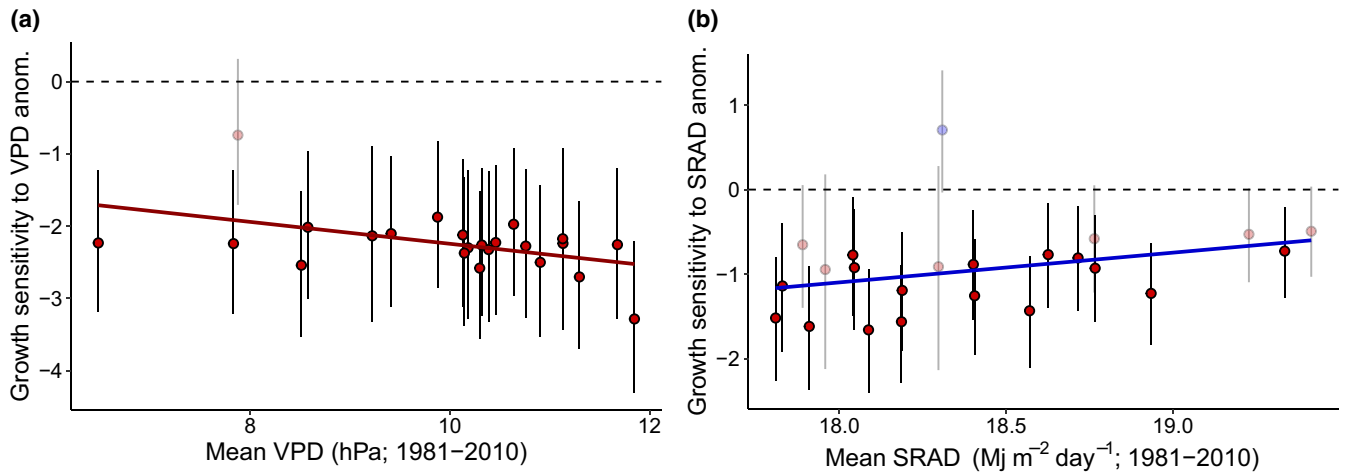 (a)
Growth sensitivity to VPD anom.
0
−1
−2
−3
−4
8
10
12
Mean VPD (hPa; 1981−2010)
(b)
Growth sensitivity to SRAD anom.
1
0
−1
−2
18.0
18.5
19.0
Mean SRAD (Mj m⁻² day⁻¹; 1981−2010)